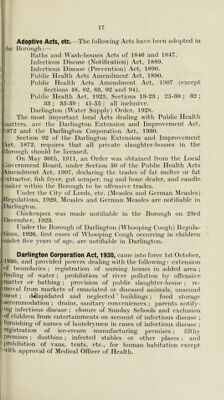 17
Adoptive Acts, etc.—The following Acts have been adopted in
the Borough:—
Baths and Wash-houses Acts of 1846 and 1847.
Infectious Disease (Notification) Act, 1889.
Infectious Disease (Prevention) Act, 1890.
Public Health Acts Amendment Act, 1890.
Public Health Acts Amendment Act, 1907 (except
Sections 48, 82, 83, 92 and 94).
Public Health Act, 1925, Sections 13-23; 25-30; 32;
33; 35-39; 41-55; all inclusive.
Darlington (Water Supply) Order, 1928.
The most important local Acts dealing with Public Health
matters, are the Darlington Extension and Improvement Act,
1872 and the Darlington Corporation Act, 1930.
Section 92 of the Darlington Extension and Improvement
Act, 1872, requires that all private slaughter-houses in the
Borough should be licensed.
On May 30th, 1911, an Order was obtained from the Local
Government Board, under Section 50 of the Public Health Acts
Amendment Act, 1907, declaring the trades of fat melter or fat
extractor, fish fryer, gut scraper, rag and bone dealer, and candle
maker within the Borough to be offensive trades.
Under the City of Leeds, etc. (Measles and German Measles)
Regulations, 1920, Measles and German Measles are notifiable in
Darlington.
Chickenpox was made notifiable in the Borough on 23rd
December, 1923.
Under the Borough of Darlington (Whooping Cough) Regula-
tions, 1926, first cases of Whooping Cough occurring in children
under five years of age, are notifiable in Darlington.
Darlington Corporation Act, 1930, came into force 1st October,
1930, and provided powers dealing with the following: extension
of boundaries; registration of nursing homes in added area;
feeding of water; prohibition of river pollution by offensive
matter or bathing; provision of public slaughter-house; re-
moval from markets of emaciated or diseased animals, unsound
meat; dilapidated and neglected buildings; food storage
accommodation; drains, sanitary conveniences; parents notify-
ing infectious disease; closure of Sunday Schools and exclusion
of children from entertainments on account of infectious disease;
furnishing of names of laundrymen in cases of infectious disease;
registration of ice-cream manufacturing premises; filthy
premises; dustbins; infected stables or other places; and
prohibition of vans, tents, etc., for human habitation except
with approval of Medical Officer of Health.